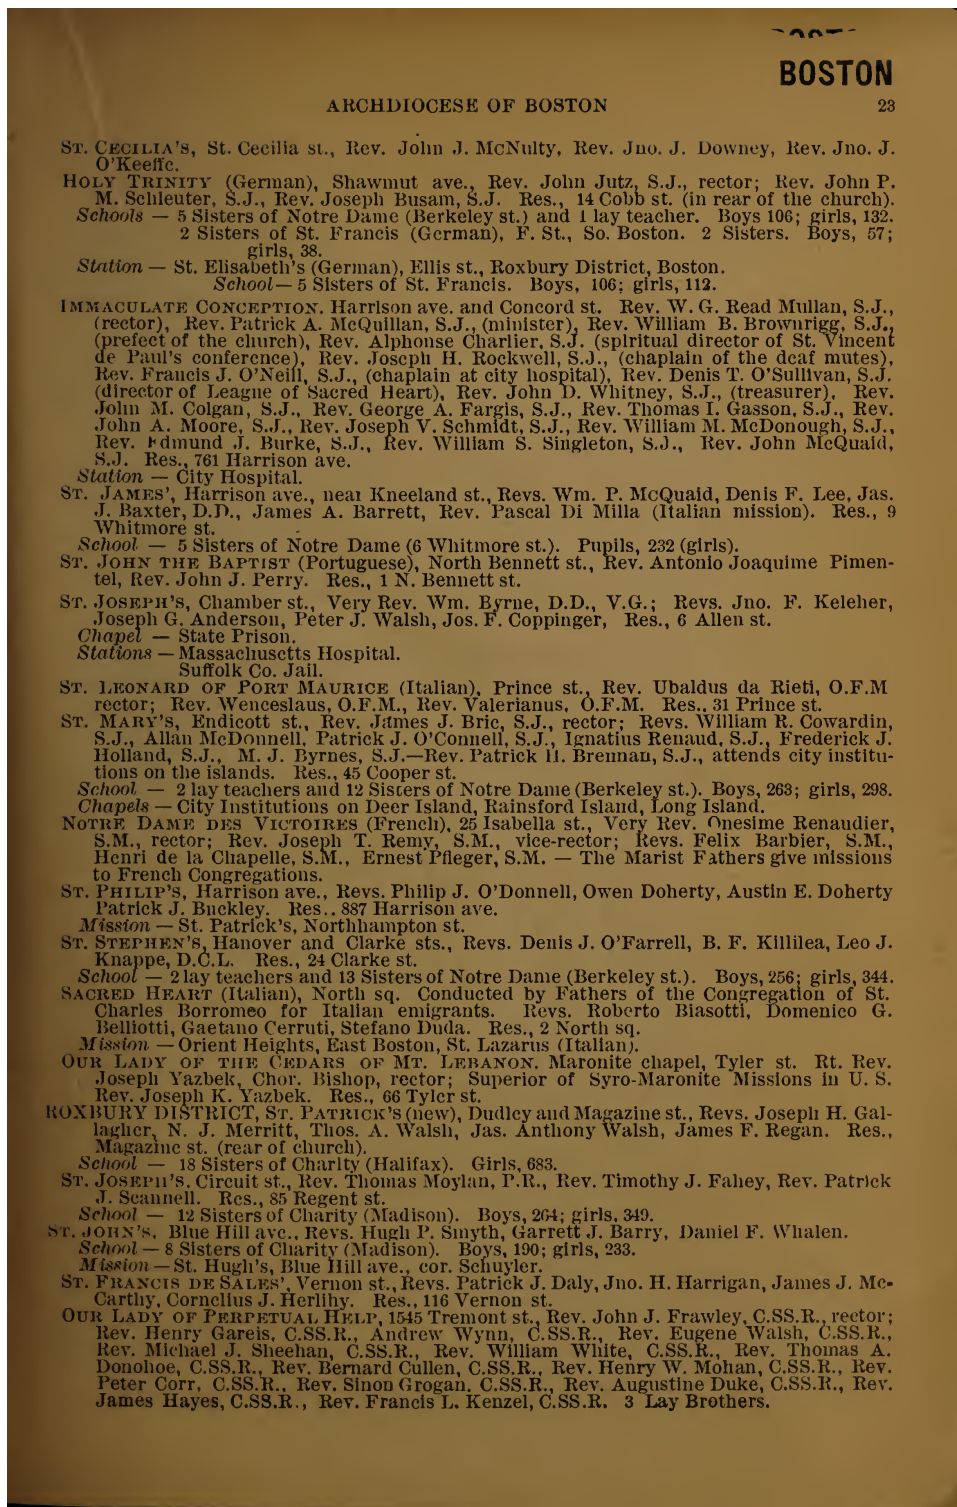 BOSTON
ARCHDIOCESE OF BOSTON 23
ST. CECILIA'S, St. Cecilia st., Rev. John J. McNulty, Rev. Jno. J. Downey, Rev. Jno. J.
O'Keeffe.
HOLY TRINITY (German), Shawmut ave., Rev. John Jutz, S.J., rector; Rev. John P.
M. Schleuter, S.J., Rev. Joseph Busam, S.J. Res., 14 Cobb st. (in rear of the church).
Schools — 5 Sisters of Notre Dame (Berkeley st.) and 1 lay teacher. Boys 106; girls, 132.
2 Sisters of St. Francis (German), F. St., So. Boston. 2 Sisters. Boys, 57;
girls, 38.
Station — St. Elisabeth's (German), Ellis st., Roxbury District, Boston.
School — 5 Sisters of St. Francis. Boys, 106; girls, 112.
IMMACULATE CONCEPTION. Harrison ave. and Concord st. Rev. W. G. Read Mullan, S.J.,
(rector), Rev. Patrick A. McQuillan, S.J., (minister), Rev. William B. Brownrigg, S.J.,
(prefect of the church), Rev. Alphonse Charlier, S.J. (spiritual director of St. Vincent
de Paul's conference), Rev. Joseph H. Rockwell, S.J., (chaplain of the deaf mutes),
Rev. Francis J. O'Neill, S.J., (chaplain at city hospital), Rev. Denis T. O'Sullivan, S.J.
(director of League of Sacred Heart), Rev. John D. Whitney, S.J., (treasurer), Rev.
John M. Colgan, S.J., Rev. George A. Fargis, S.J., Rev. Thomas I. Gasson, S.J., Rev.
John A. Moore, S.J., Rev. Joseph V. Schmidt, S.J., Rev. William M. McDonough, S.J.,
Rev. Edmund J. Burke, S.J., Rev. William S. Singleton, S.J., Rev. John McQuaid,
S.J. Res., 761 Harrison ave.
Station — City Hospital.
ST. JAMES', Harrison ave., near Kneeland st., Revs. Wm. P. McQuaid, Denis F. Lee, Jas.
J. Baxter, D.D., James A. Barrett, Rev. Pascal Di Milla (Italian mission). Res., 9
Whitmore st.
School — 5 Sisters of Notre Dame (6 Whitmore st.). Pupils, 232 (girls).
ST. JOHN THE BAPTIST (Portuguese), North Bennett st., Rev. Antonio Joaquime Pimen-
tel, Rev. John J. Perry. Res., 1 N. Bennett st.
ST. JOSEPH'S, Chamber st., Very Rev. Wm. Byrne, D.D., V.G.; Revs. Jno. F. Keleher,
Joseph G. Anderson, Peter J. Walsh, Jos. F. Coppinger, Res., 6 Allen st.
Chapel — State Prison.
Stations — Massachusetts Hospital.
Suffolk Co. Jail.
ST. LEONARD OF PORT MAURICE (Italian), Prince st., Rev. Ubaldus da Rieti, O.F.M
rector; Rev. Wenceslaus, O.F.M., Rev. Valerianus, O.F.M. Res., 31 Prince st.
ST. MARY'S, Endicott st., Rev. James J. Bric, S.J., rector; Revs. William R. Cowardin,
S.J., Allan McDonnell, Patrick J. O'Connell, S.J., Ignatius Renaud, S.J., Frederick J.
Holland, S.J., M. J. Byrnes, S.J.—Rev. Patrick H. Brennan, S.J., attends city institu-
tions on the islands. Res., 45 Cooper st.
School — 2 lay teachers and 12 Sisters of Notre Dame (Berkeley st.). Boys, 263; girls, 298.
Chapels — City Institutions on Deer Island, Rainsford Island, Long Island.
NOTRE DAME DES VICTOIRES (French), 25 Isabella st., Very Rev. Onesime Renaudier,
S.M., rector; Rev. Joseph T. Remy, S.M., vice-rector; Revs. Felix Barbier, S.M.,
Henri de la Chapelle, S.M., Ernest Pfleger, S.M. — The Marist Fathers give missions
to French Congregations.
ST. PHILIP'S, Harrison ave., Revs. Philip J. O'Donnell, Owen Doherty, Austin E. Doherty
Patrick J. Buckley. Res., 887 Harrison ave.
Mission — St. Patrick's, Northhampton st.
ST. STEPHEN'S, Hanover and Clarke sts., Revs. Denis J. O'Farrell, B. F. Killilea, Leo J.
Knappe, D.C.L. Res., 24 Clarke st.
School — 2 lay teachers and 13 Sisters of Notre Dame (Berkeley st.). Boys, 256; girls, 344.
SACRED HEART (Italian), North sq. Conducted by Fathers of the Congregation of St.
Charles Borromeo for Italian emigrants. Revs. Roberto Biasotti, Domenico G.
Belliotti, Gaetano Cerruti, Stefano Duda. Res., 2 North sq.
Mission — Orient Heights, East Boston, St. Lazarus (Italian).
OUR LADY OF THE CEDARS OF MT. LEBANON. Maronite chapel, Tyler st. Rt. Rev.
Joseph Yazbek, Chor. Bishop, rector; Superior of Syro-Maronite Missions in U. S.
Rev. Joseph K. Yazbek. Res., 66 Tyler st.
ROXBURY DISTRICT, ST. PATRICK'S (new), Dudley and Magazine st., Revs. Joseph H. Gal-
lagher, N. J. Merritt, Thos. A. Walsh, Jas. Anthony Walsh, James F. Regan. Res.,
Magazine st. (rear of church).
School — 18 Sisters of Charity (Halifax). Girls, 683.
ST. JOSEPH'S, Circuit st., Rev. Thomas Moylan, P.R., Rev. Timothy J. Fahey, Rev. Patrick
J. Scannell. Res., 85 Regent st.
School — 12 Sisters of Charity (Madison). Boys, 264; girls, 349.
ST. JOHN'S, Blue Hill ave., Revs. Hugh P. Smyth, Garrett J. Barry, Daniel F. Whalen.
School — 8 Sisters of Charity (Madison). Boys, 190; girls, 233.
Mission — St. Hugh's, Blue Hill ave., cor. Schuyler.
ST. FRANCIS DE SALES', Vernon st., Revs. Patrick J. Daly, Jno. H. Harrigan, James J. Mc-
Carthy, Cornelius J. Herlihy. Res., 116 Vernon st.
OUR LADY OF PERPETUAL HELP, 1545 Tremont st., Rev. John J. Frawley, C.SS.R., rector;
Rev. Henry Gareis, C.SS.R., Andrew Wynn, C.SS.R., Rev. Eugene Walsh, C.SS.R.,
Rev. Michael J. Sheehan, C.SS.R., Rev. William White, C.SS.R., Rev. Thomas A.
Donohoe, C.SS.R., Rev. Bernard Cullen, C.SS.R., Rev. Henry W. Mohan, C.SS.R., Rev.
Peter Corr, C.SS.R., Rev. Sinon Grogan, C.SS.R., Rev. Augustine Duke, C.SS.R., Rev.
James Hayes, C.SS.R., Rev. Francis L. Kenzel, C.SS.R. 3 Lay Brothers.